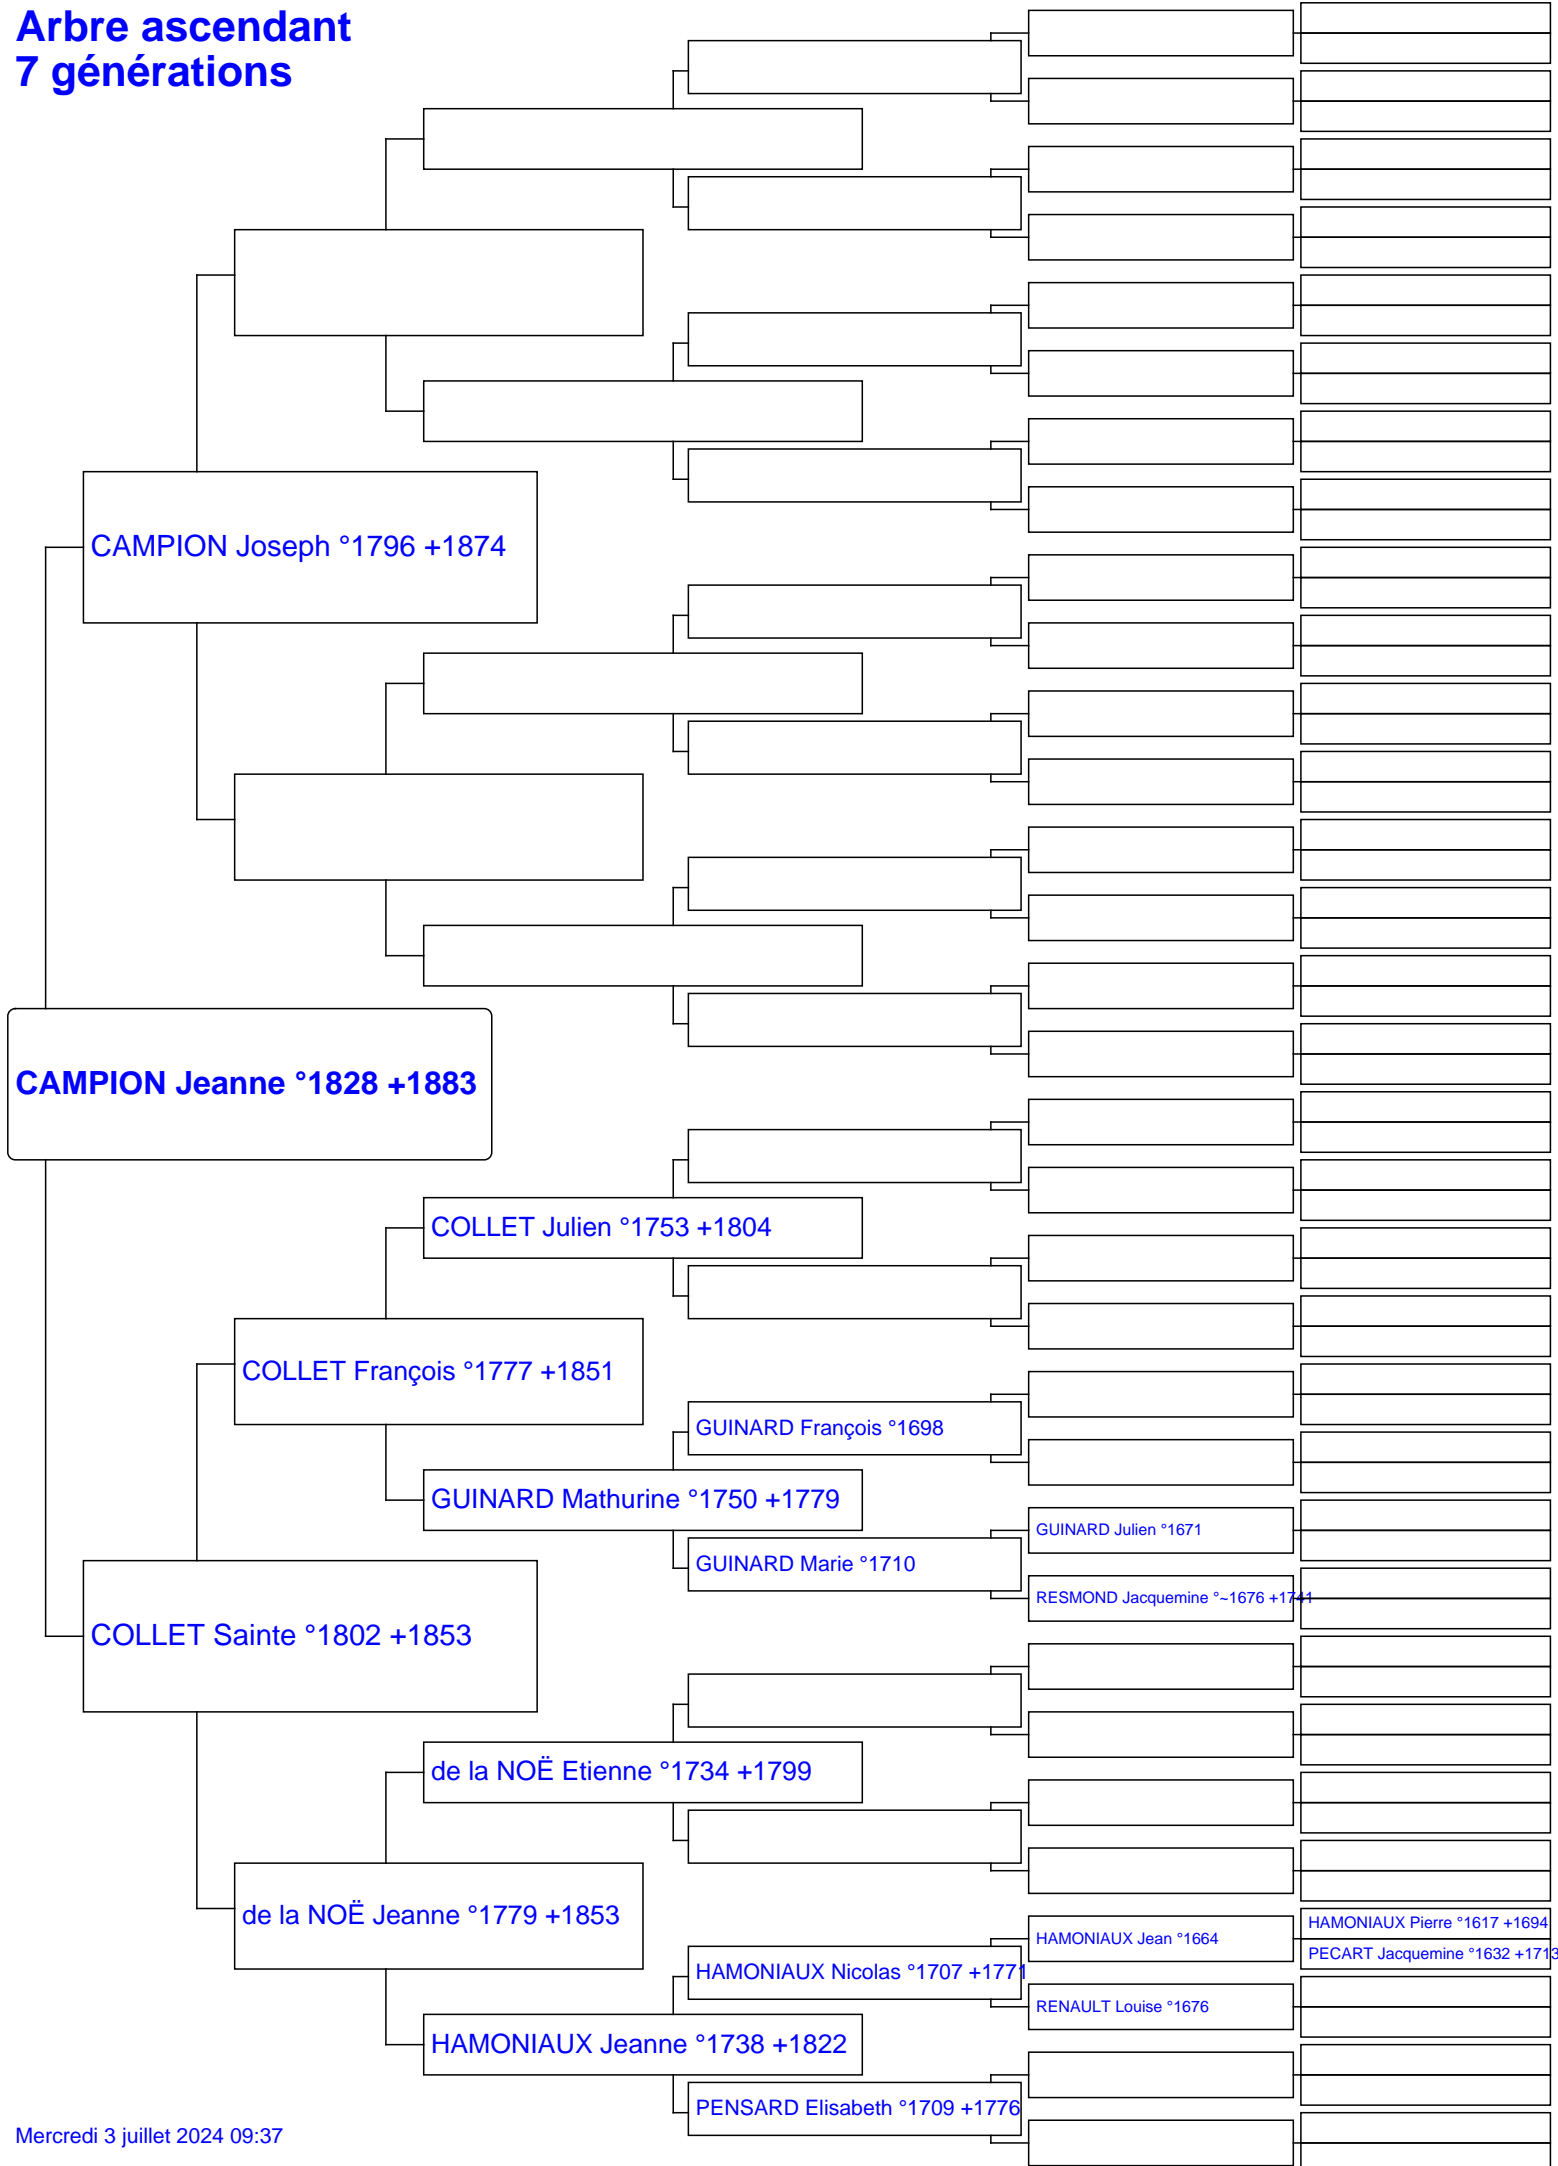 Arbre ascendant
7 générations
CAMPION Joseph °1796 +1874
CAMPION Jeanne °1828 +1883
COLLET Julien °1753 +1804
COLLET François °1777 +1851
GUINARD François °1698
GUINARD Mathurine °1750 +1779
GUINARD Julien °1671
GUINARD Marie °1710
RESMOND Jacquemine °~1676 +1741
COLLET Sainte °1802 +1853
de la NOË Etienne °1734 +1799
de la NOË Jeanne °1779 +1853
HAMONIAUX Pierre °1617 +1694
HAMONIAUX Jean °1664
PECART Jacquemine °1632 +1713
HAMONIAUX Nicolas °1707 +1771
RENAULT Louise °1676
HAMONIAUX Jeanne °1738 +1822
PENSARD Elisabeth °1709 +1776
Mercredi 3 juillet 2024 09:37